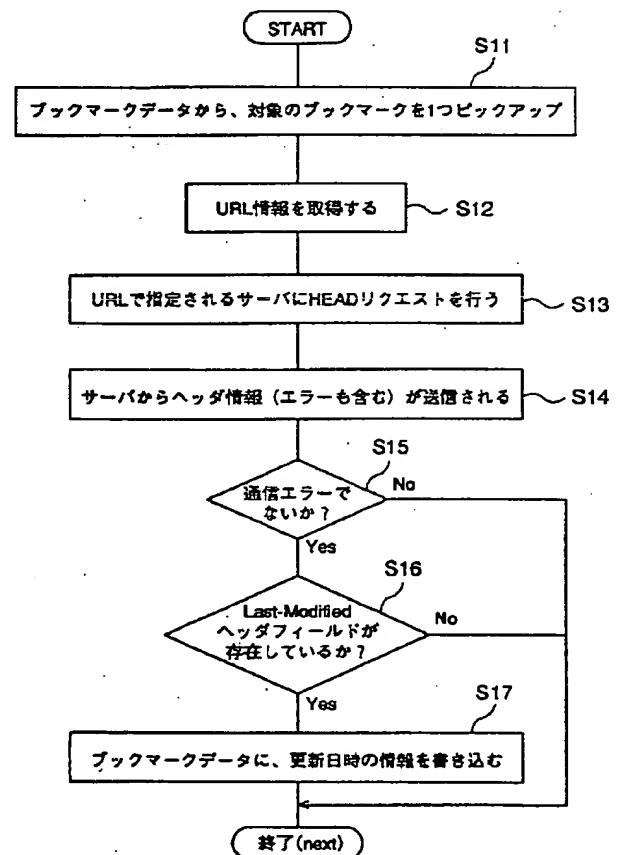 START
S11
ブックマークデータから、対象のブックマークを1つピックアップ
URL情報を取得する
S12
URLで指定されるサーバにHEADリクエストを行う
S13
サーバからヘッダ情報（エラーも含む）が送信される
S14
S15
通信エラーで
ないか？
No
Yes
S16
Last-Modified
ヘッダフィールドが
存在しているか？
No
Yes
S17
ブックマークデータに、更新日時の情報を書き込む
終了(next)